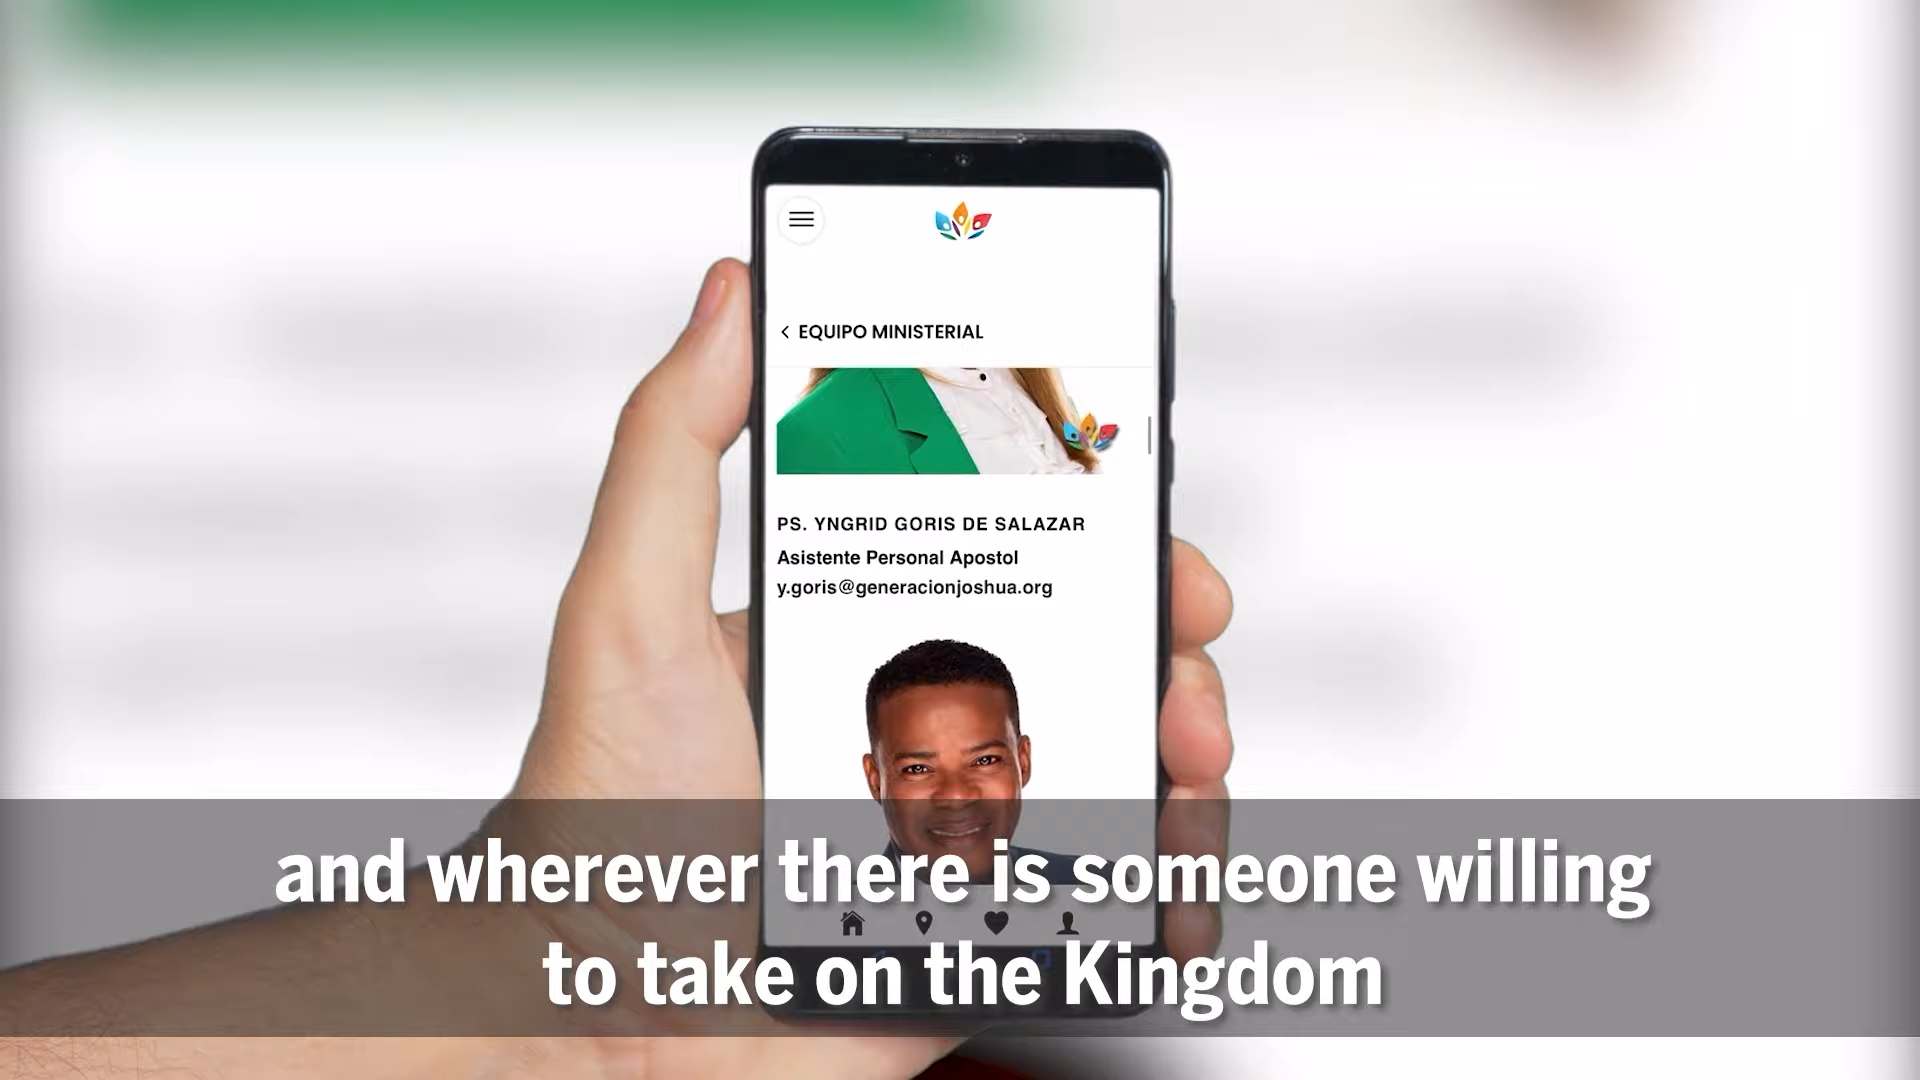 EQUIPO MINISTERIAL
PS. YNGRID GORIS DE SALAZAR
Asistente Personal Apostol
y.goris@generacionjoshua.org
and wherever there is someone willing
to take on the Kingdom